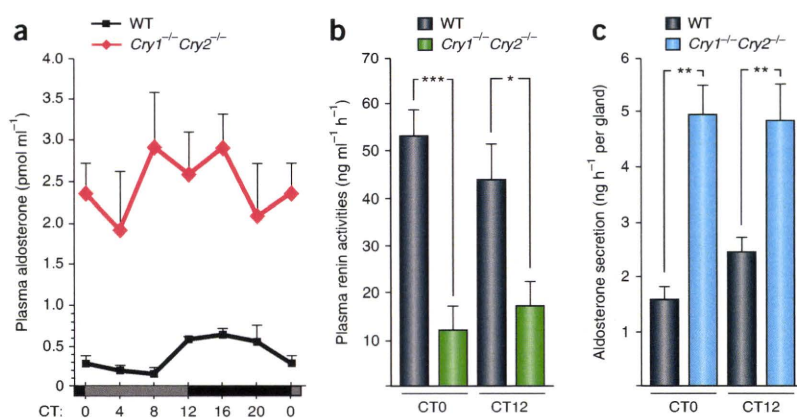 a
WT
Cry1⁻/⁻Cry2⁻/⁻
Plasma aldosterone (pmol ml⁻¹)
4.0
3.5
3.0
2.5
2.0
1.0
0.5
0
CT: 0 4 8 12 16 20 0
b
WT
Cry1⁻/⁻Cry2⁻/⁻
Plasma renin activities (ng ml⁻¹ h⁻¹)
70
60
50
40
30
20
10
*** *
CT0 CT12
c
WT
Cry1⁻/⁻Cry2⁻/⁻
Aldosterone secretion (ng h⁻¹ per gland)
6
5
4
3
2
1
** **
CT0 CT12